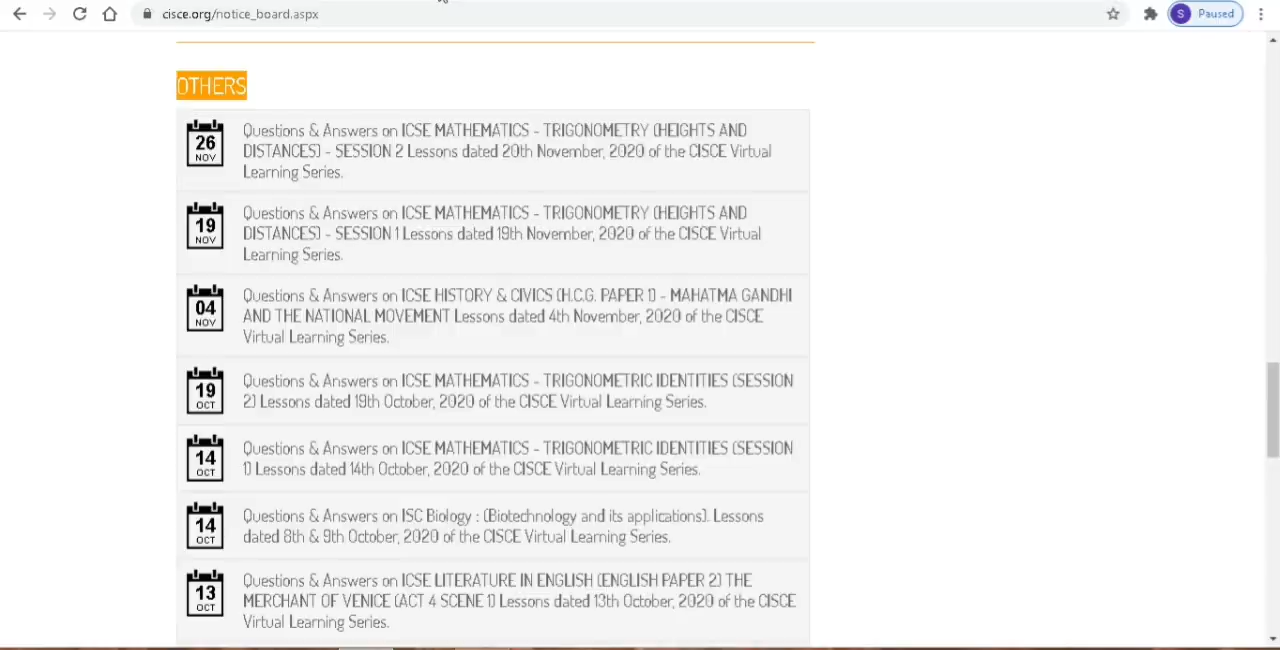 cisce.org/notice_board.aspx
S Paused
OTHERS
26 NOV
Questions & Answers on ICSE MATHEMATICS - TRIGONOMETRY (HEIGHTS AND
DISTANCES) - SESSION 2 Lessons dated 20th November, 2020 of the CISCE Virtual
Learning Series.
19 NOV
Questions & Answers on ICSE MATHEMATICS - TRIGONOMETRY (HEIGHTS AND
DISTANCES) - SESSION 1 Lessons dated 19th November, 2020 of the CISCE Virtual
Learning Series.
04 NOV
Questions & Answers on ICSE HISTORY & CIVICS (H.C.G. PAPER 1) - MAHATMA GANDHI
AND THE NATIONAL MOVEMENT Lessons dated 4th November, 2020 of the CISCE
Virtual Learning Series.
19 OCT
Questions & Answers on ICSE MATHEMATICS - TRIGONOMETRIC IDENTITIES (SESSION
2) Lessons dated 19th October, 2020 of the CISCE Virtual Learning Series.
14 OCT
Questions & Answers on ICSE MATHEMATICS - TRIGONOMETRIC IDENTITIES (SESSION
1) Lessons dated 14th October, 2020 of the CISCE Virtual Learning Series.
14 OCT
Questions & Answers on ISC Biology : (Biotechnology and its applications). Lessons
dated 8th & 9th October, 2020 of the CISCE Virtual Learning Series.
13 OCT
Questions & Answers on ICSE LITERATURE IN ENGLISH (ENGLISH PAPER 2) THE
MERCHANT OF VENICE (ACT 4 SCENE 1) Lessons dated 13th October, 2020 of the CISCE
Virtual Learning Series.